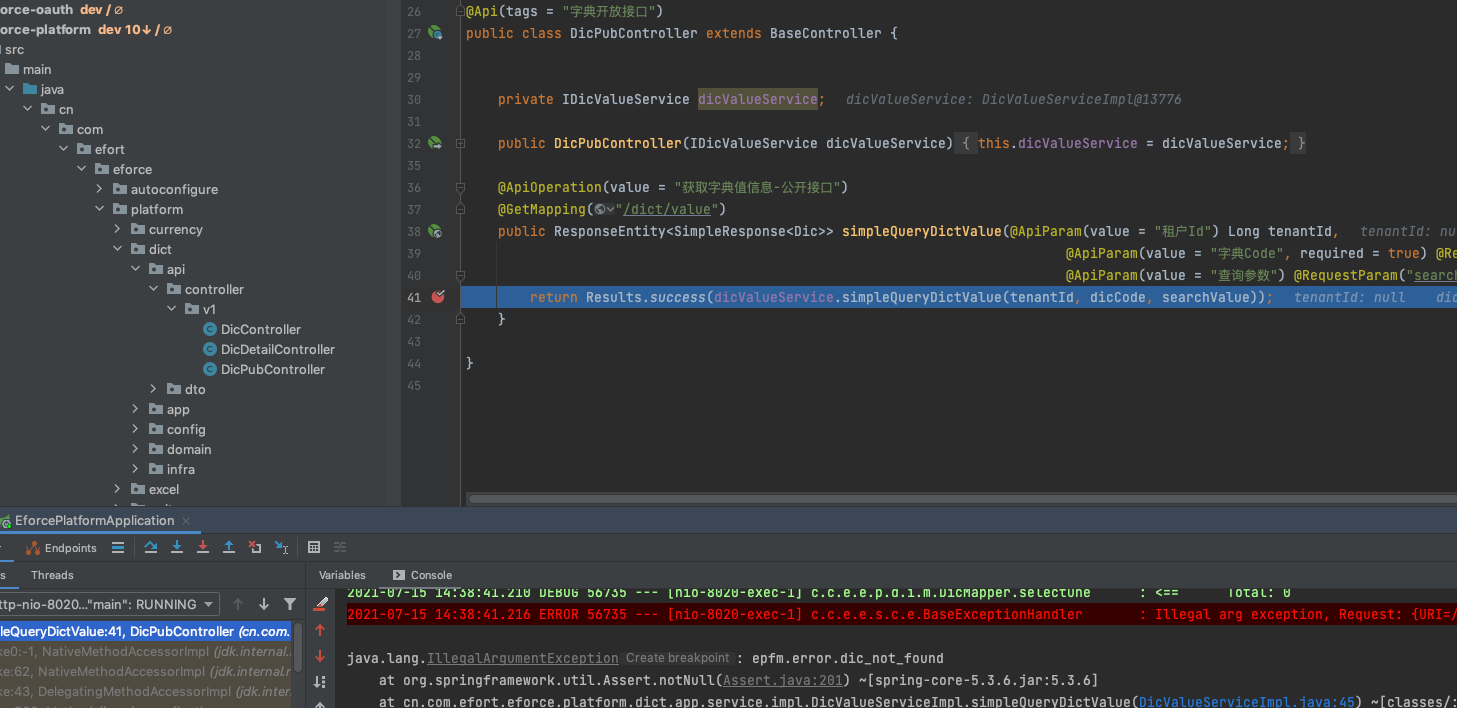 orce-oauth dev / ∅
orce-platform dev 10↓ / ∅
src
main
java
cn
com
efort
eforce
autoconfigure
platform
currency
dict
api
controller
v1
DicController
DicDetailController
DicPubController
dto
app
config
domain
infra
excel
26 @Api(tags = "字典开放接口")
27 public class DicPubController extends BaseController {
28
29
30 private IDicValueService dicValueService; dicValueService: DicValueServiceImpl@13776
31
32 public DicPubController(IDicValueService dicValueService) { this.dicValueService = dicValueService; }
35
36 @ApiOperation(value = "获取字典值信息-公开接口")
37 @GetMapping("/dict/value")
38 public ResponseEntity<SimpleResponse<Dic>> simpleQueryDictValue(@ApiParam(value = "租户Id") Long tenantId, tenantId: nu
39 @ApiParam(value = "字典Code", required = true) @Re
40 @ApiParam(value = "查询参数") @RequestParam("search
41 return Results.success(dicValueService.simpleQueryDictValue(tenantId, dicCode, searchValue)); tenantId: null dic
42 }
43
44 }
45
EforcePlatformApplication
Endpoints
s Threads
Variables Console
ttp-nio-8020..."main": RUNNING
leQueryDictValue:41, DicPubController (cn.com.
ke0:-1, NativeMethodAccessorImpl (jdk.internal.r
ke:62, NativeMethodAccessorImpl (jdk.internal.r
ke:43, DelegatingMethodAccessorImpl (jdk.inter
2021-07-15 14:38:41.210 DEBUG 56735 --- [nio-8020-exec-1] c.c.e.e.p.d.i.m.DicMapper.selectOne : <== Total: 0
2021-07-15 14:38:41.216 ERROR 56735 --- [nio-8020-exec-1] c.c.e.e.s.c.e.BaseExceptionHandler : Illegal arg exception, Request: {URI=/
java.lang.IllegalArgumentException Create breakpoint : epfm.error.dic_not_found
at org.springframework.util.Assert.notNull(Assert.java:201) ~[spring-core-5.3.6.jar:5.3.6]
at cn.com.efort.eforce.platform.dict.app.service.impl.DicValueServiceImpl.simpleQueryDictValue(DicValueServiceImpl.java:45) ~[classes/: